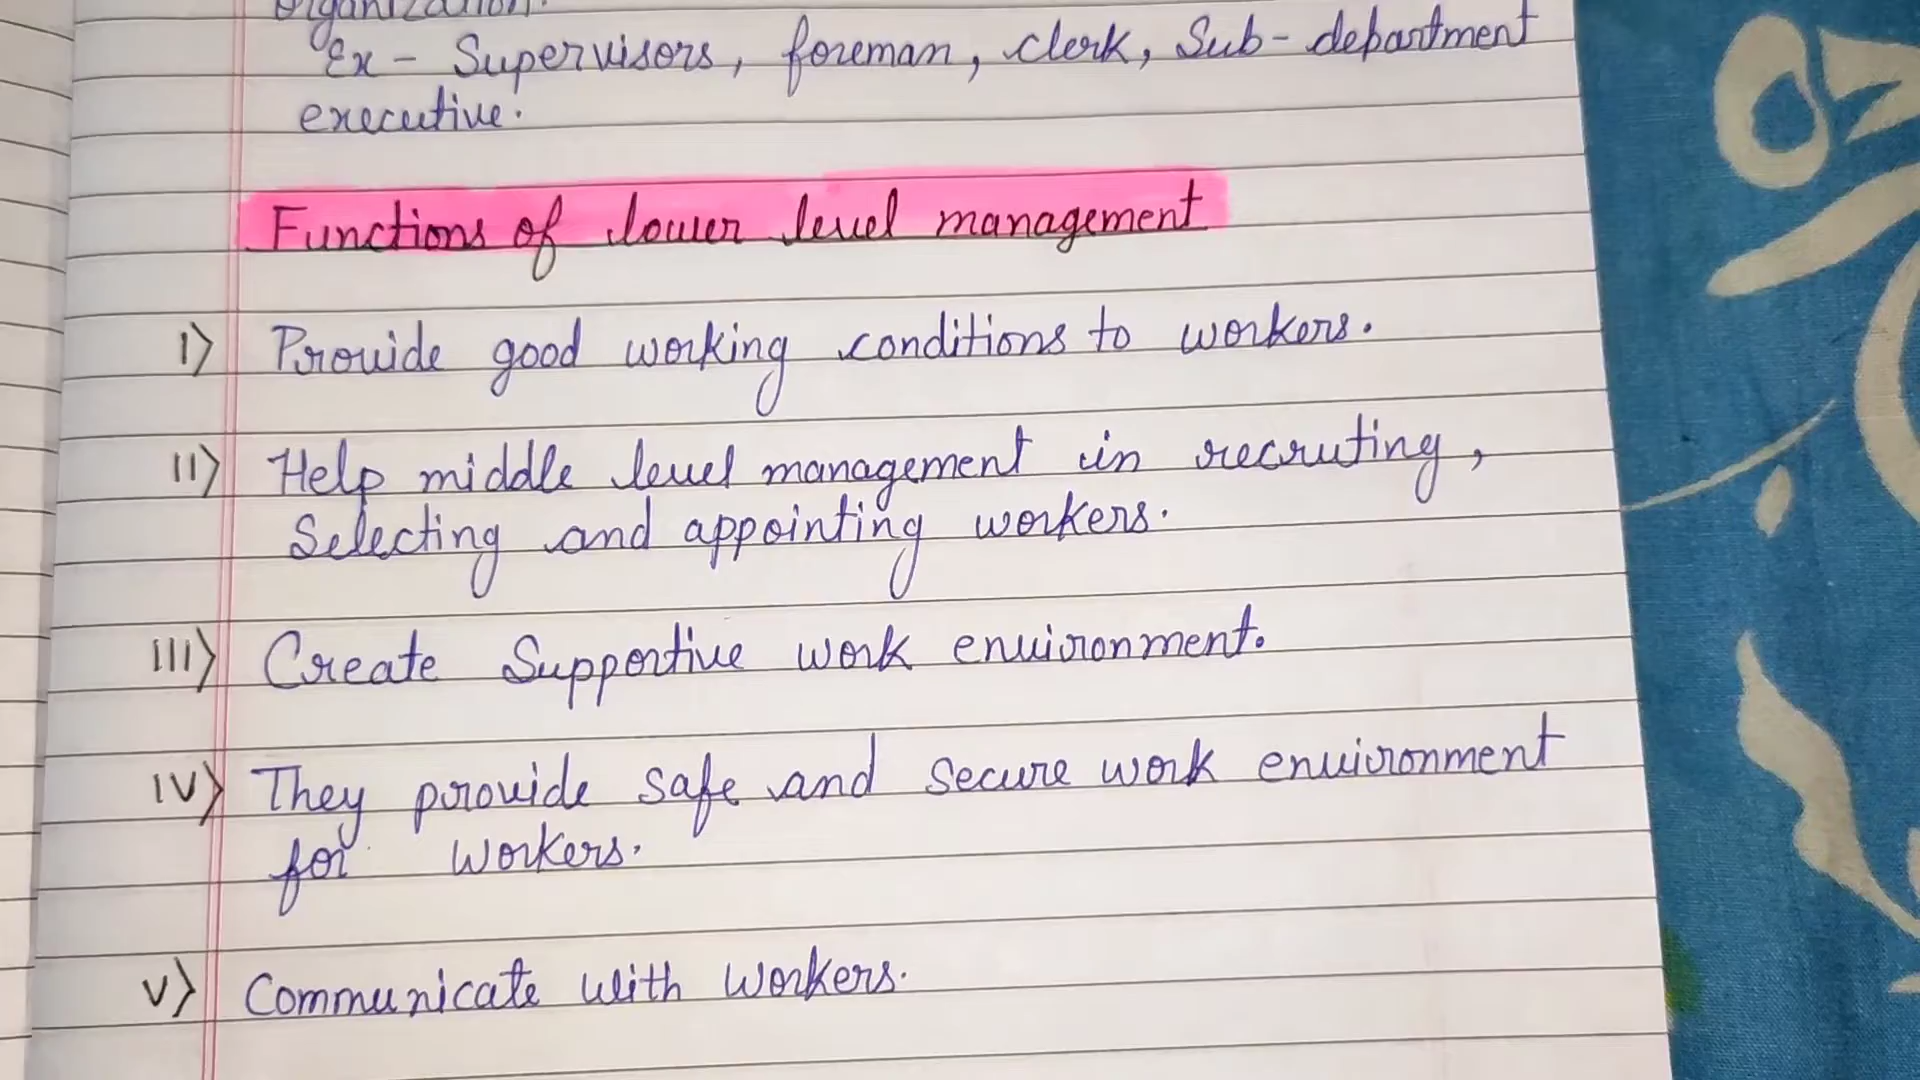 Organization.
Ex - Supervisors, foreman, clerk, Sub-department
executive.
Functions of lower level management
I) Provide good working conditions to workers.
II) Help middle level management in recruting,
Selecting and appointing workers.
III) Create Supportive work environment.
IV) They provide safe and secure work environment
for workers.
V) Communicate with workers.